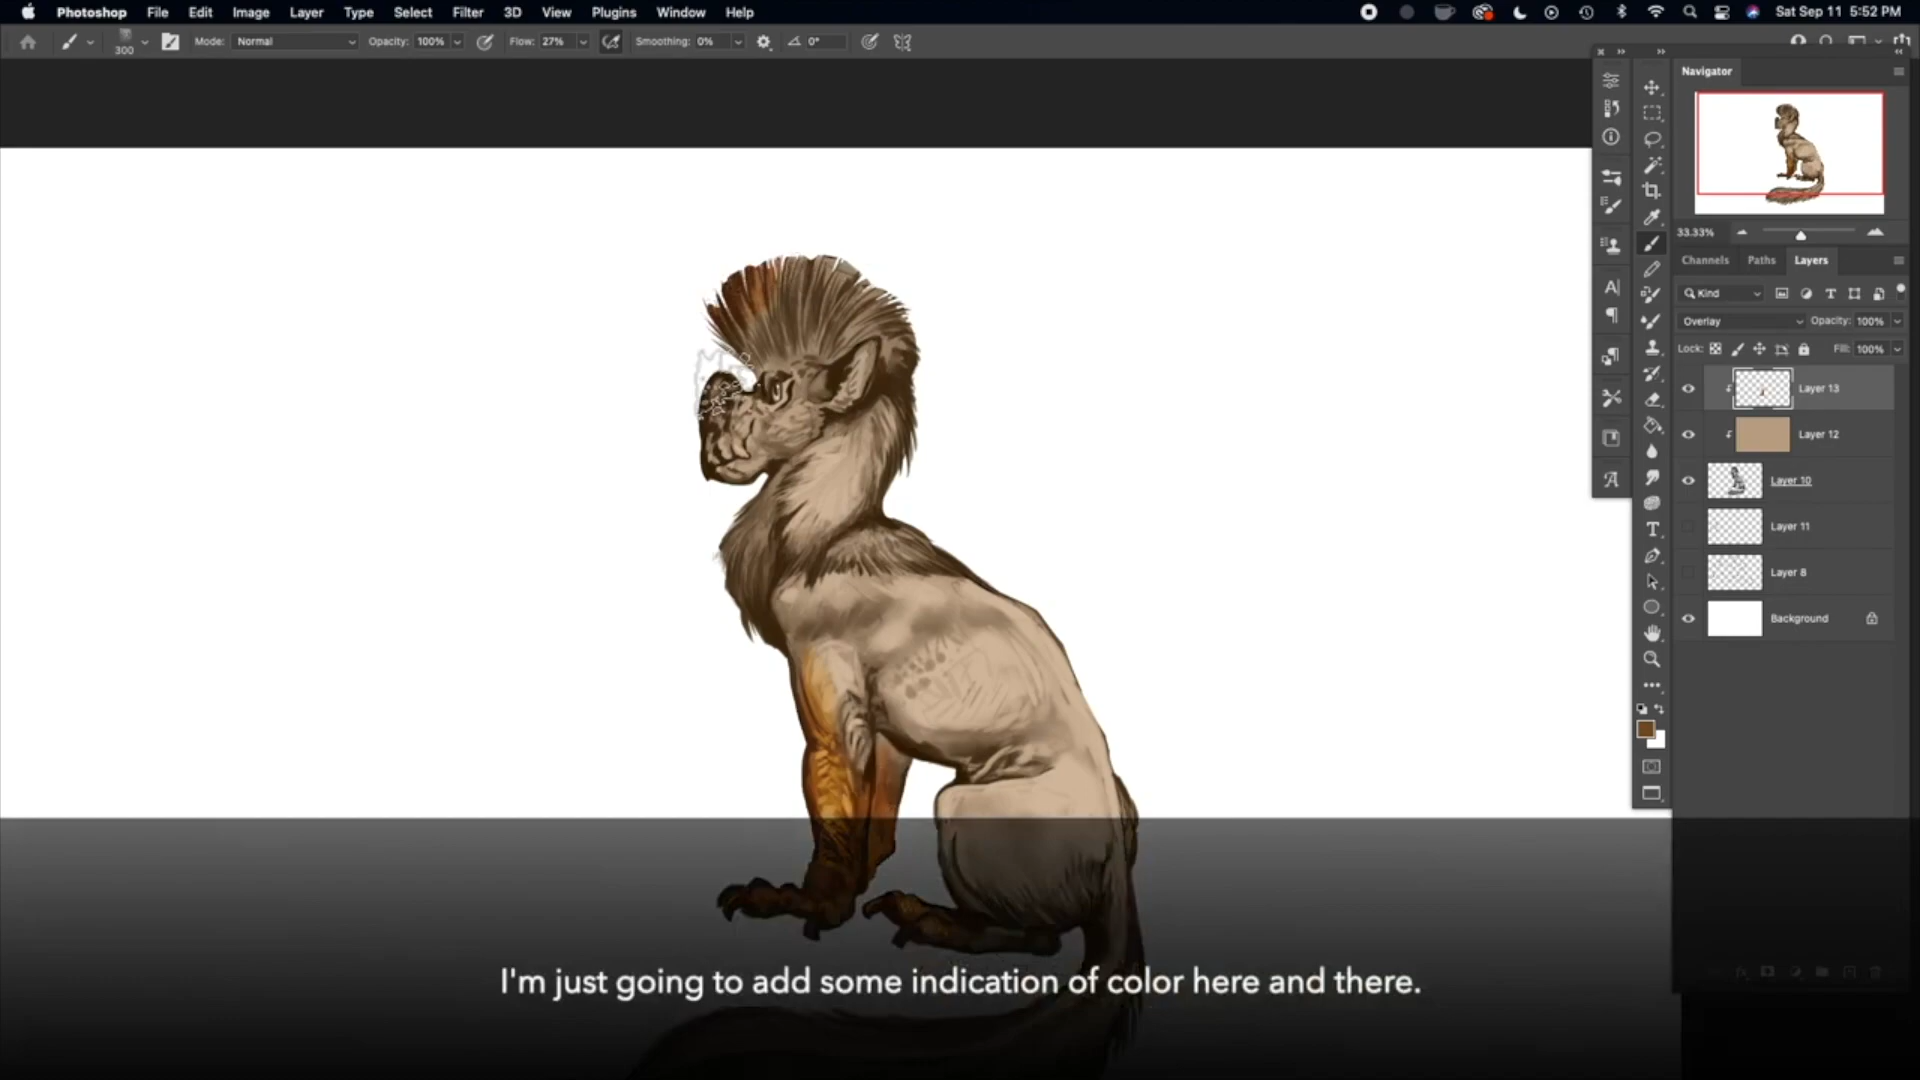 Photoshop File Edit Image Layer Type Select Filter 3D View Plugins Window Help Sat Sep 11 5:52 PM
300 Mode: Normal Opacity: 100% Flow: 27% Smoothing: 0% 0°
Navigator
33.33%
Channels Paths Layers
Kind
Overlay Opacity: 100%
Lock: Fill: 100%
Layer 13
Layer 12
Layer 10
Layer 11
Layer 8
Background
I'm just going to add some indication of color here and there.